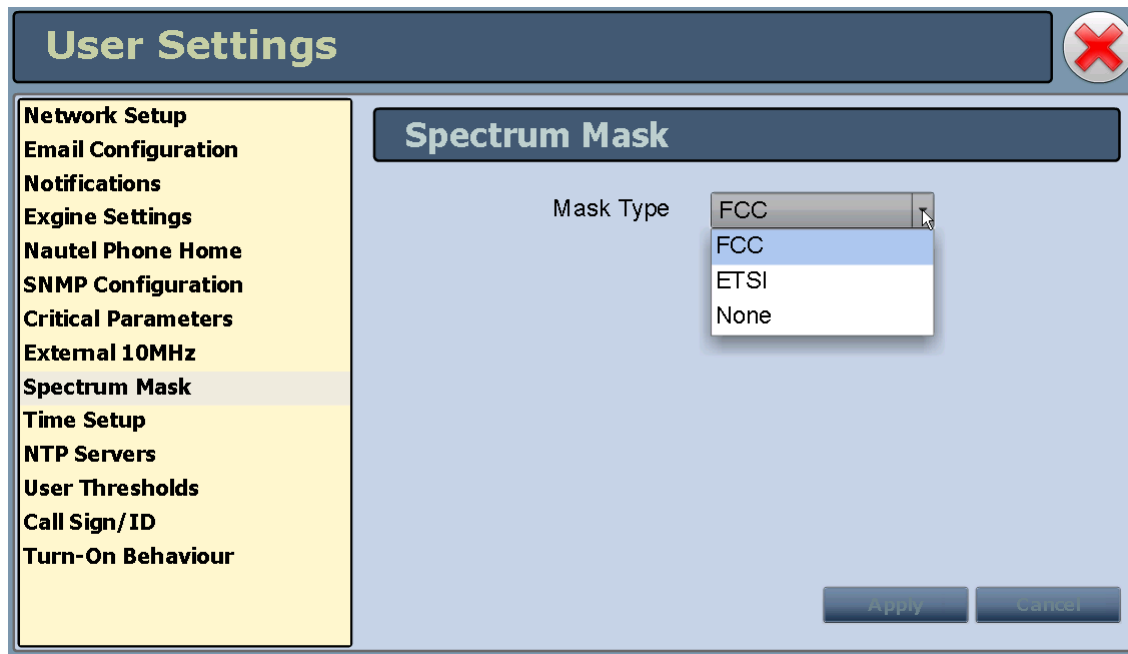 User Settings
Network Setup
Email Configuration
Notifications
Exgine Settings
Nautel Phone Home
SNMP Configuration
Critical Parameters
External 10MHz
Spectrum Mask
Time Setup
NTP Servers
User Thresholds
Call Sign/ID
Turn-On Behaviour
Spectrum Mask
Mask Type FCC
FCC
ETSI
None
Apply Cancel